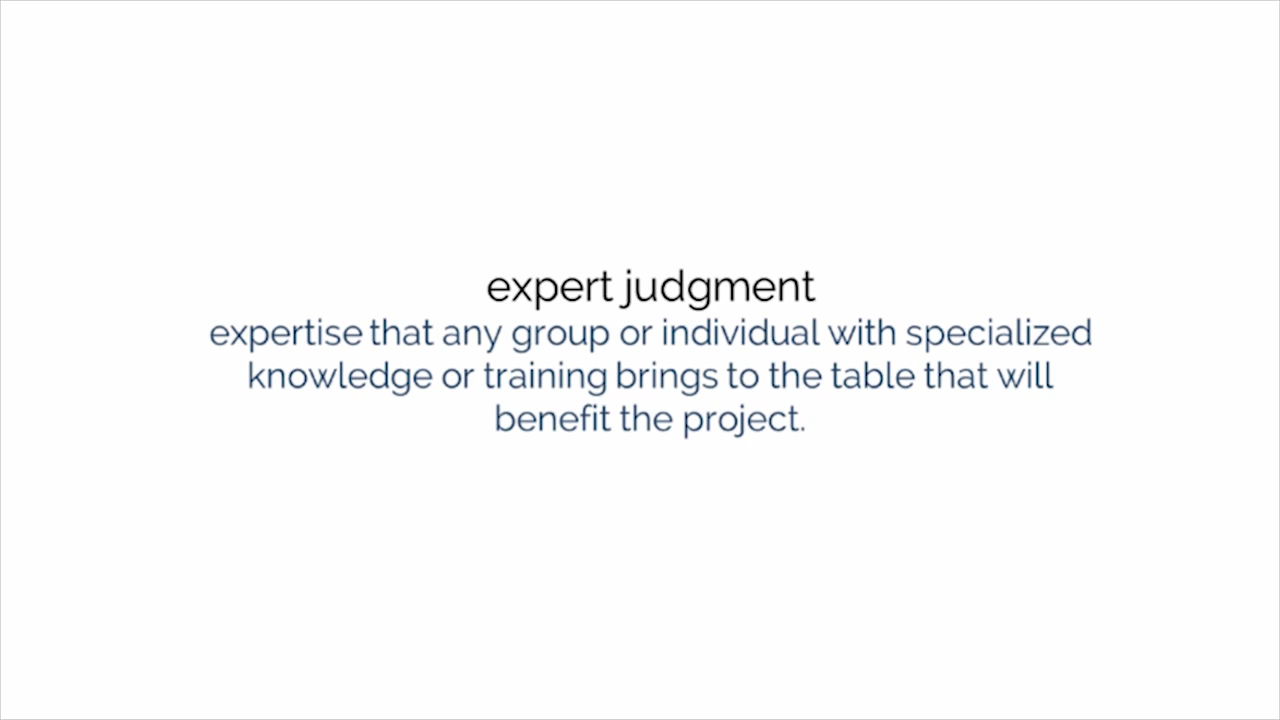 expert judgment
expertise that any group or individual with specialized
knowledge or training brings to the table that will
benefit the project.